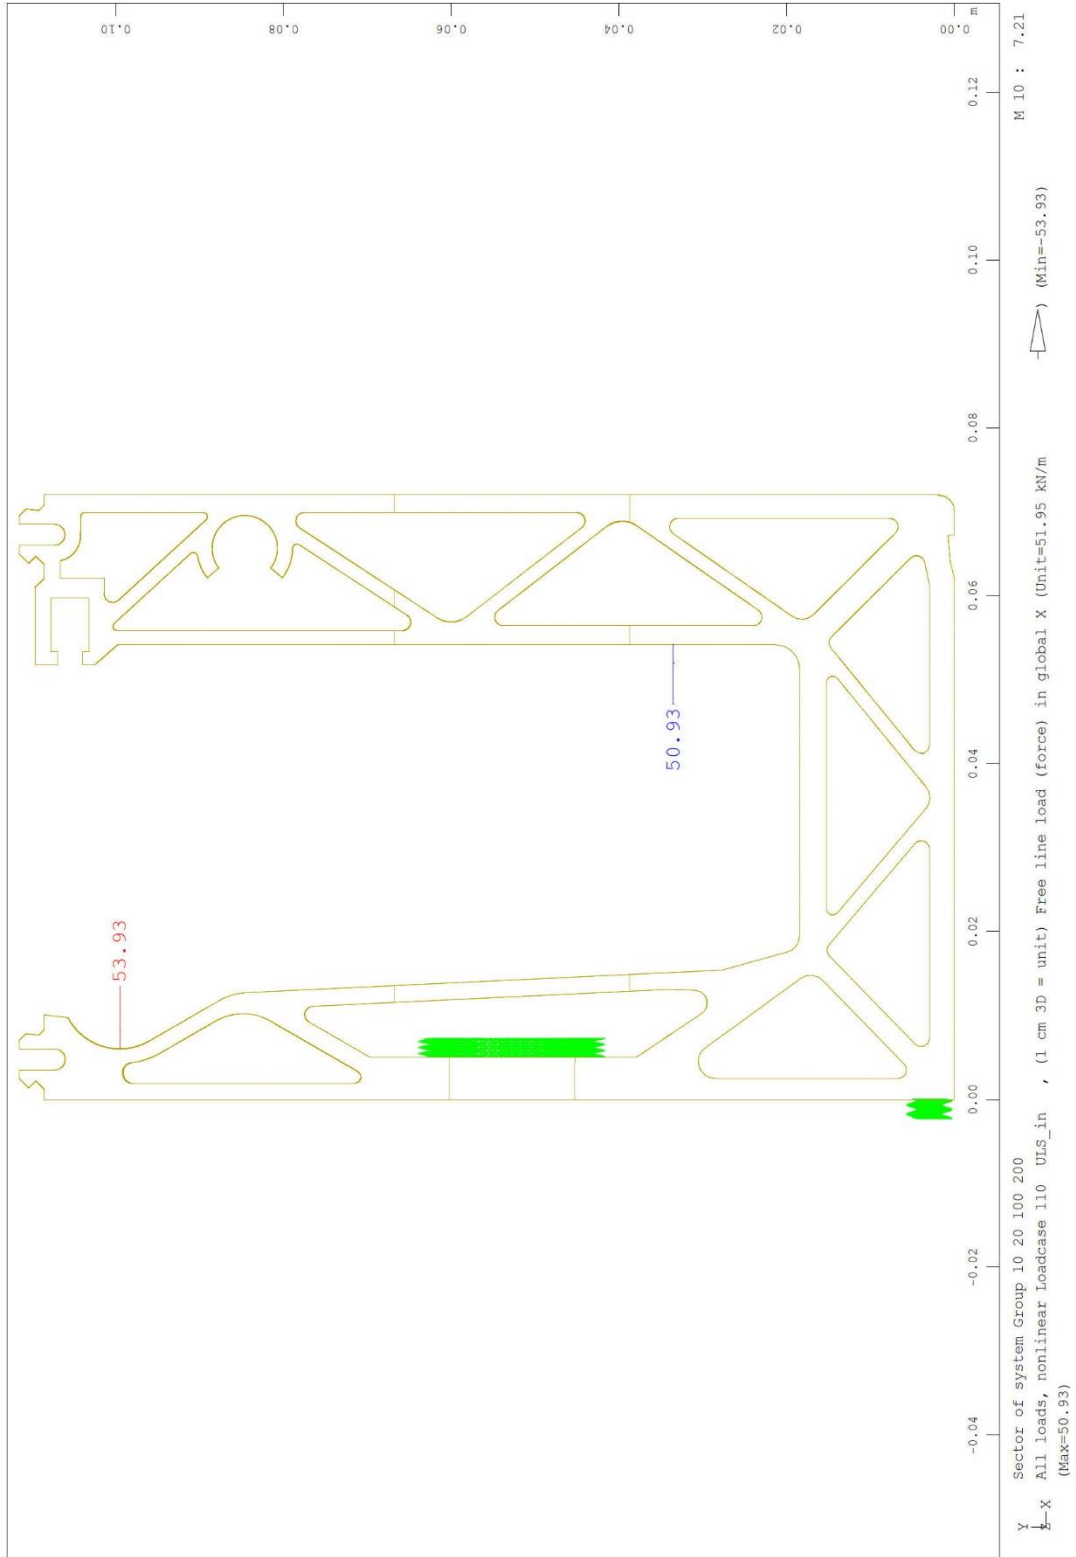 53.93
50.93
0.10
0.08
0.06
0.04
0.02
0.00
m
-0.04
-0.02
0.00
0.02
0.04
0.06
0.08
0.10
0.12
Y
Z X
Sector of system Group 10 20 100 200
M 10 : 7.21
All loads, nonlinear Loadcase 110 ULS_in , (1 cm 3D = unit) Free line load (force) in global X (Unit=51.95 kN/m ) (Min=-53.93)
(Max=50.93)